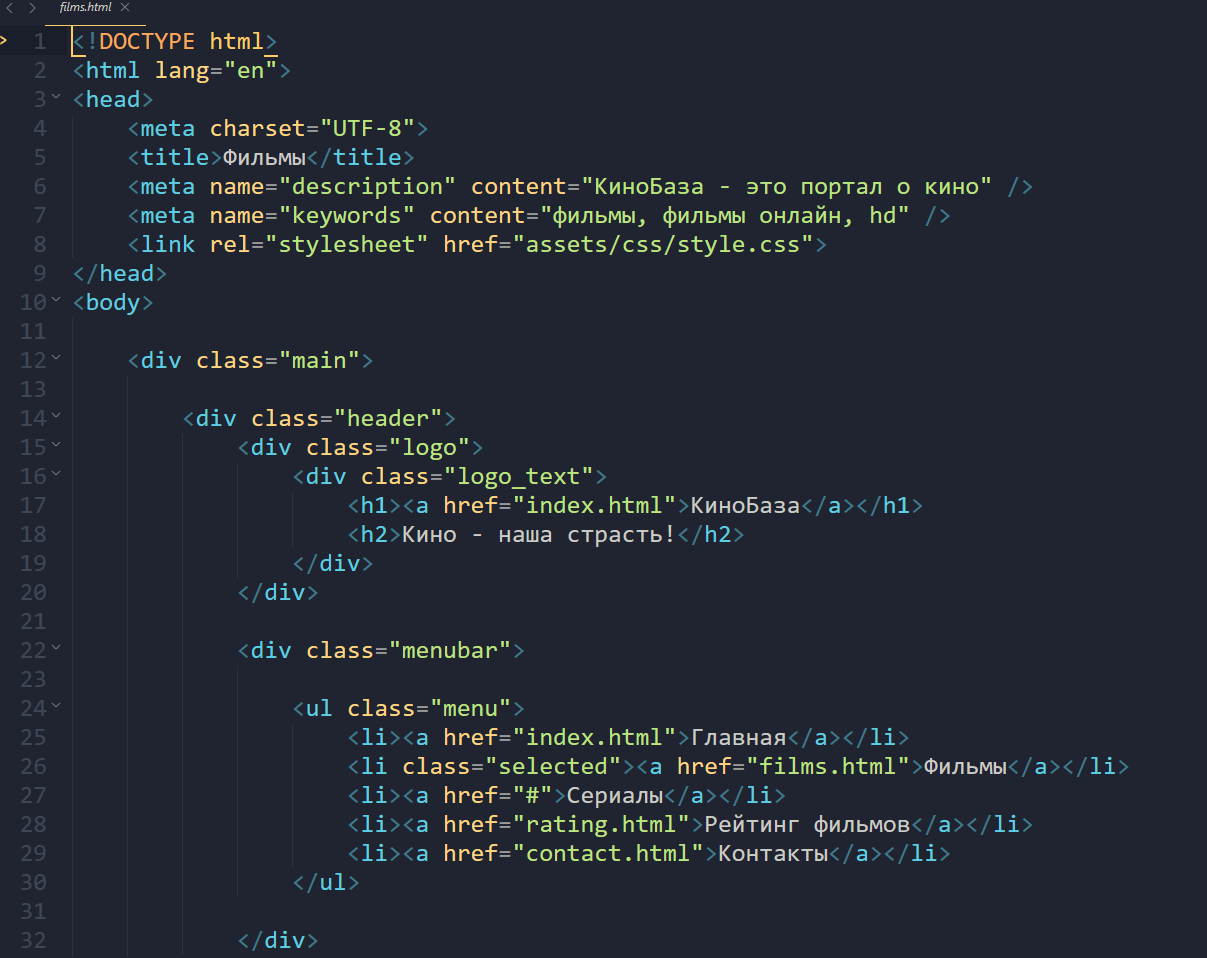 films.html
1 <!DOCTYPE html>
2 <html lang="en">
3 <head>
4     <meta charset="UTF-8">
5     <title>Фильмы</title>
6     <meta name="description" content="КиноБаза - это портал о кино" />
7     <meta name="keywords" content="фильмы, фильмы онлайн, hd" />
8     <link rel="stylesheet" href="assets/css/style.css">
9 </head>
10 <body>
11
12     <div class="main">
13
14         <div class="header">
15             <div class="logo">
16                 <div class="logo_text">
17                     <h1><a href="index.html">КиноБаза</a></h1>
18                     <h2>Кино - наша страсть!</h2>
19                 </div>
20             </div>
21
22             <div class="menubar">
23
24                 <ul class="menu">
25                     <li><a href="index.html">Главная</a></li>
26                     <li class="selected"><a href="films.html">Фильмы</a></li>
27                     <li><a href="#">Сериалы</a></li>
28                     <li><a href="rating.html">Рейтинг фильмов</a></li>
29                     <li><a href="contact.html">Контакты</a></li>
30                 </ul>
31
32             </div>